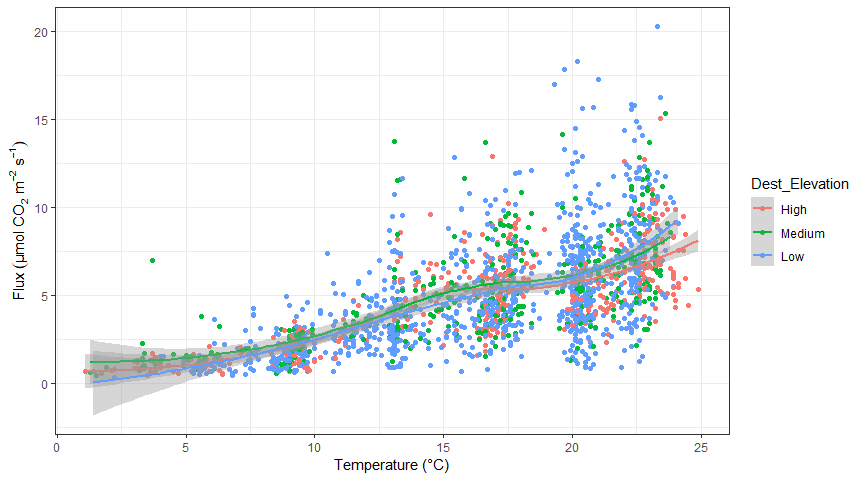 20
15
10
5
0
Flux (μmol CO₂ m⁻² s⁻¹)
0 5 10 15 20 25
Temperature (°C)
Dest_Elevation
High
Medium
Low